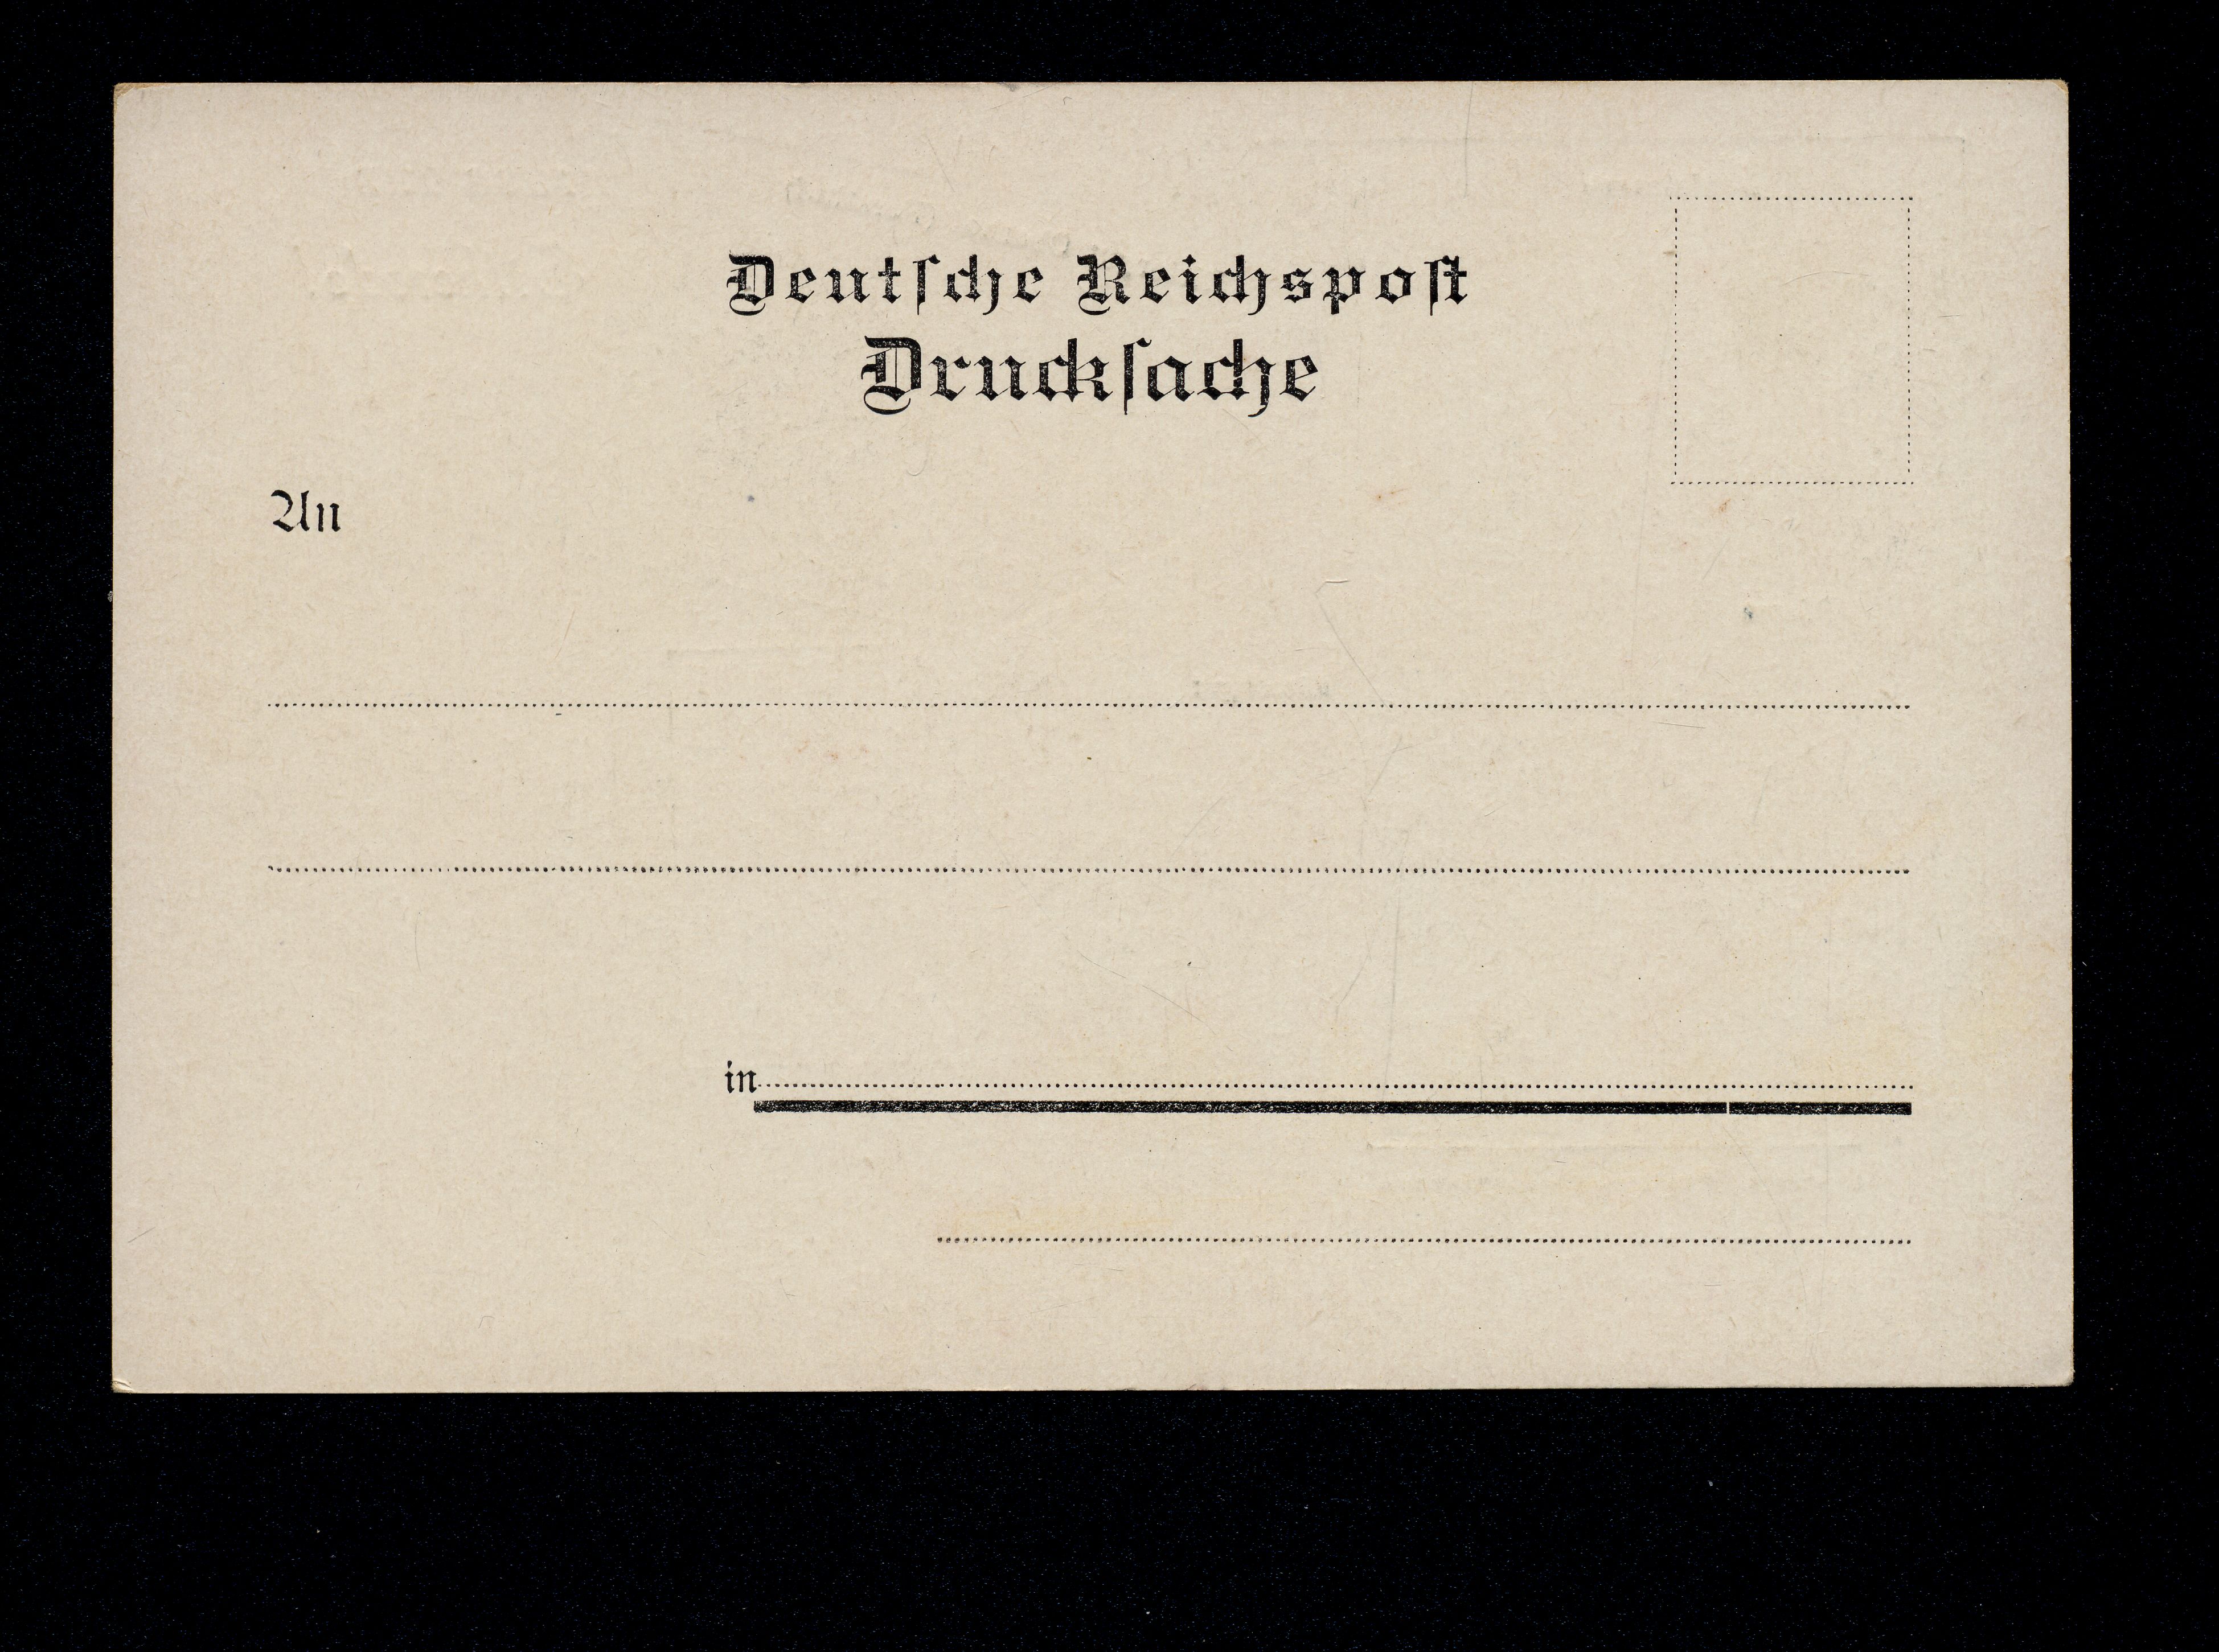 Deutſche Reichspoſt
Druckſache
An
in